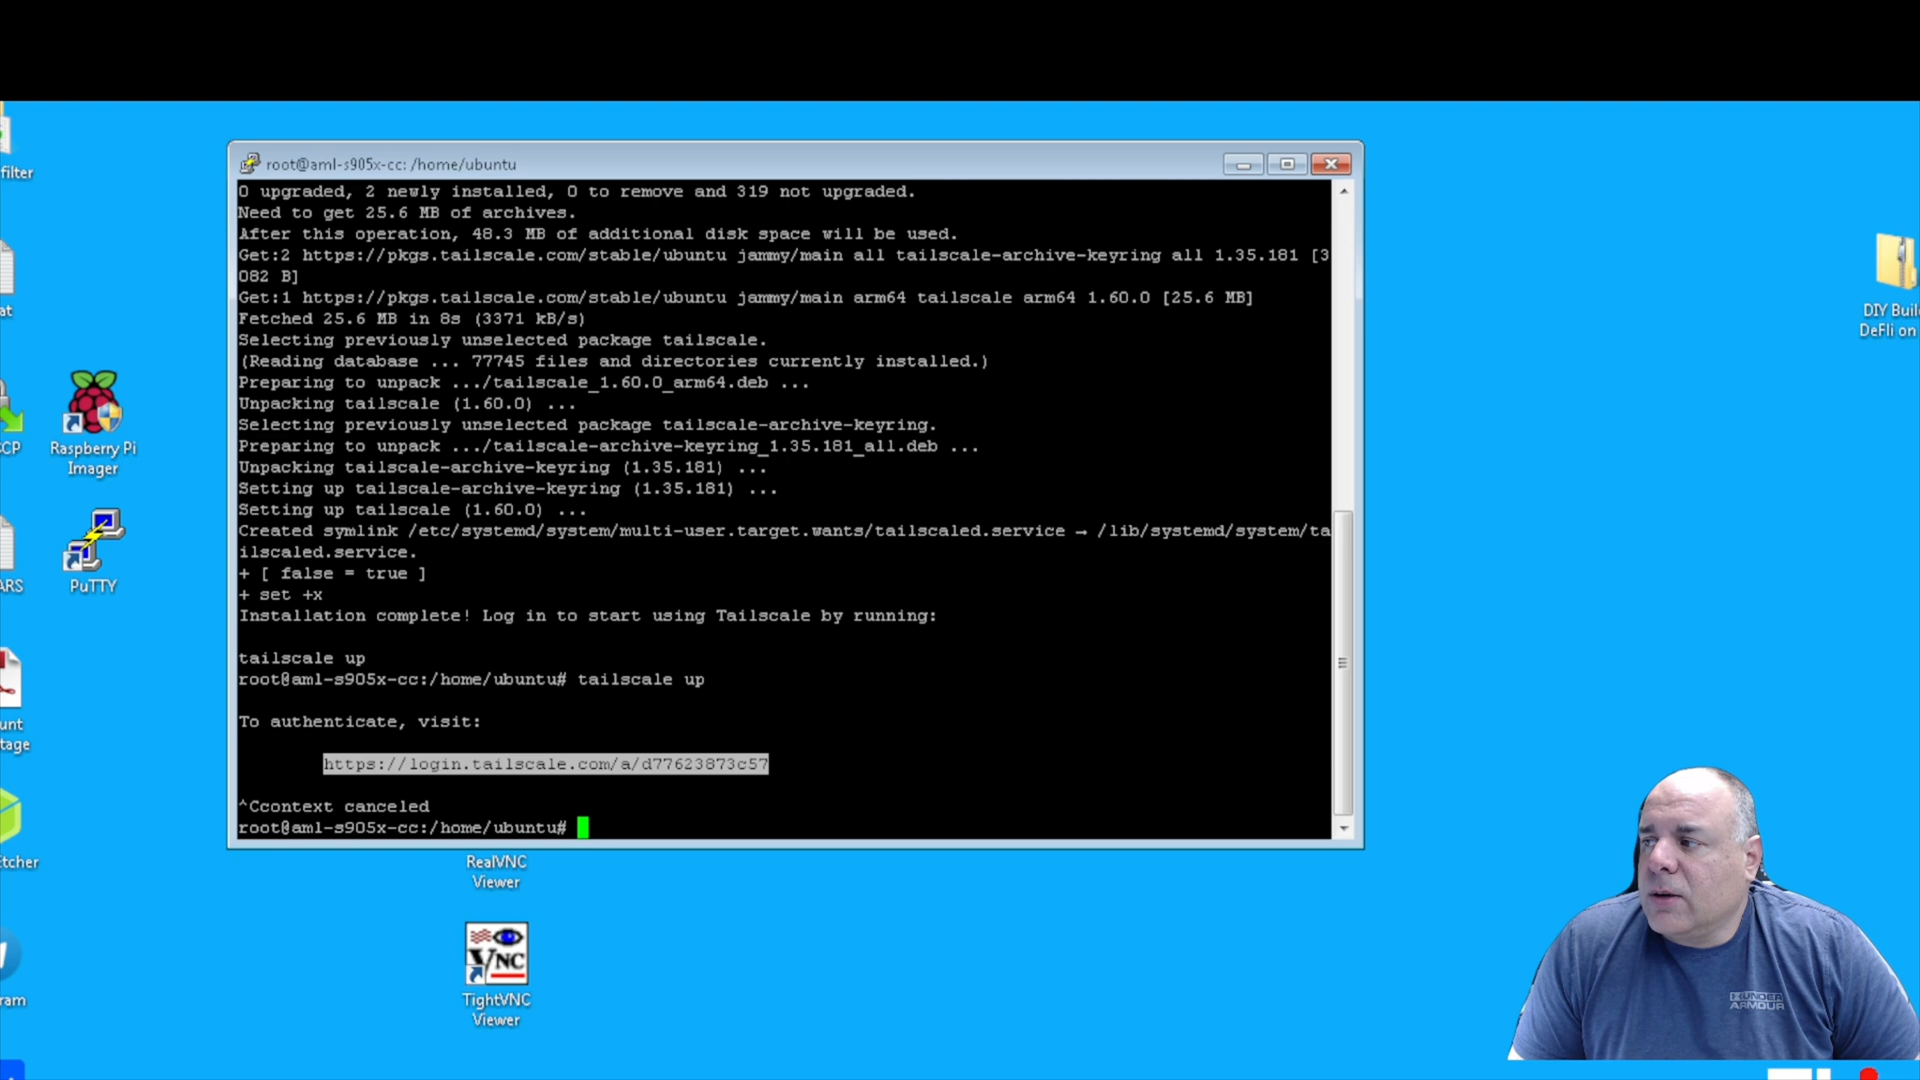 root@aml-s905x-cc: /home/ubuntu
0 upgraded, 2 newly installed, 0 to remove and 319 not upgraded.
Need to get 25.6 MB of archives.
After this operation, 48.3 MB of additional disk space will be used.
Get:2 https://pkgs.tailscale.com/stable/ubuntu jammy/main all tailscale-archive-keyring all 1.35.181 [3
082 B]
Get:1 https://pkgs.tailscale.com/stable/ubuntu jammy/main arm64 tailscale arm64 1.60.0 [25.6 MB]
Fetched 25.6 MB in 8s (3371 kB/s)
Selecting previously unselected package tailscale.
(Reading database ... 77745 files and directories currently installed.)
Preparing to unpack .../tailscale_1.60.0_arm64.deb ...
Unpacking tailscale (1.60.0) ...
Selecting previously unselected package tailscale-archive-keyring.
Preparing to unpack .../tailscale-archive-keyring_1.35.181_all.deb ...
Unpacking tailscale-archive-keyring (1.35.181) ...
Setting up tailscale-archive-keyring (1.35.181) ...
Setting up tailscale (1.60.0) ...
Created symlink /etc/systemd/system/multi-user.target.wants/tailscaled.service → /lib/systemd/system/ta
ilscaled.service.
+ [ false = true ]
+ set +x
Installation complete! Log in to start using Tailscale by running:
tailscale up
root@aml-s905x-cc:/home/ubuntu# tailscale up
To authenticate, visit:
https://login.tailscale.com/a/d77623873c57
^Ccontext canceled
root@aml-s905x-cc:/home/ubuntu#
filter
at
CP
Raspberry Pi
Imager
ARS
PuTTY
unt
tage
Etcher
ram
RealVNC
Viewer
VNC
TightVNC
Viewer
DIY Buil
DeFli on
UNDER
ARMOUR